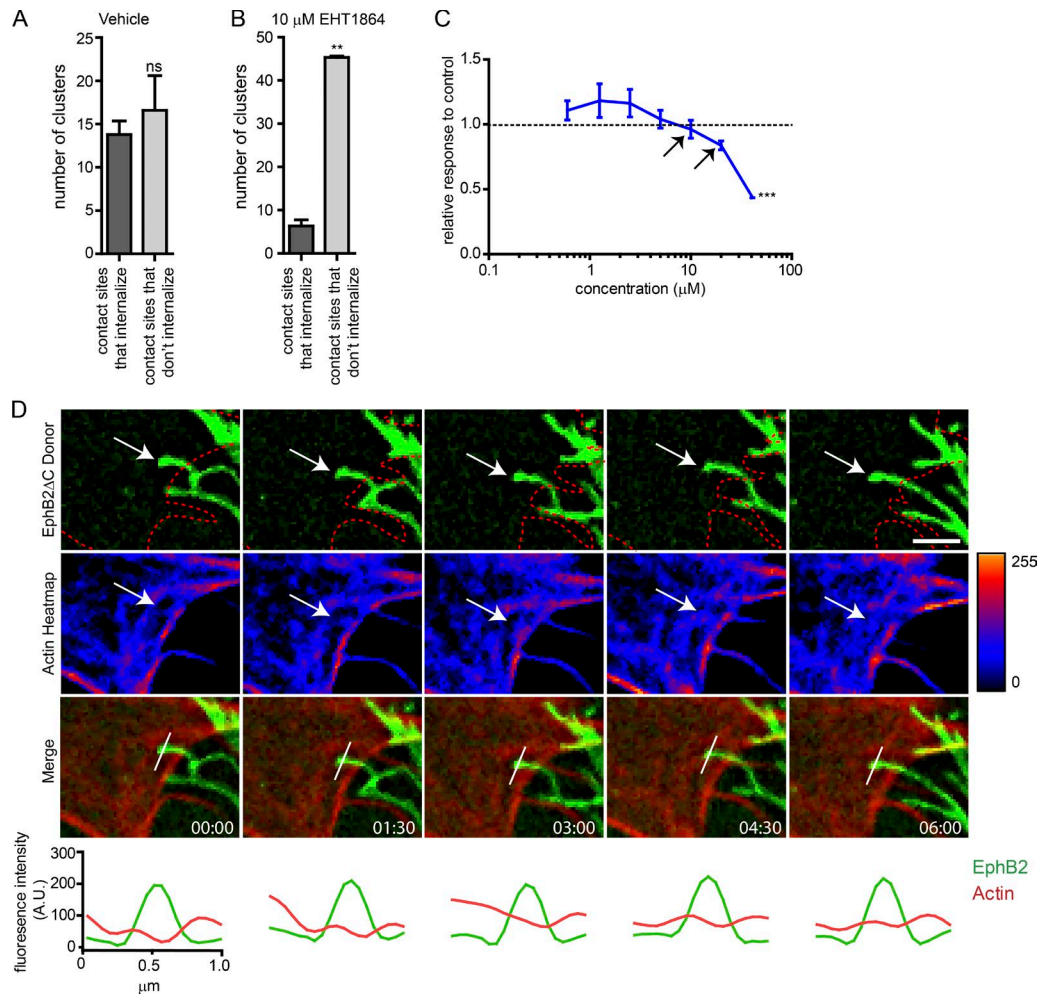 A
Vehicle
number of clusters
25
20
15
10
5
0
ns
contact sites
that internalize
contact sites that
don't internalize
B
10 μM EHT1864
number of clusters
50
40
30
20
10
0
**
contact sites
that internalize
contact sites that
don't internalize
C
relative response to control
1.5
1.0
0.5
0.0
0.1
1
10
100
***
concentration (μM)
D
EphB2ΔC Donor
Actin Heatmap
255
0
Merge
00:00
01:30
03:00
04:30
06:00
fluoresence intensity
(A.U.)
300
200
100
0
0
0.5
1.0
μm
EphB2
Actin